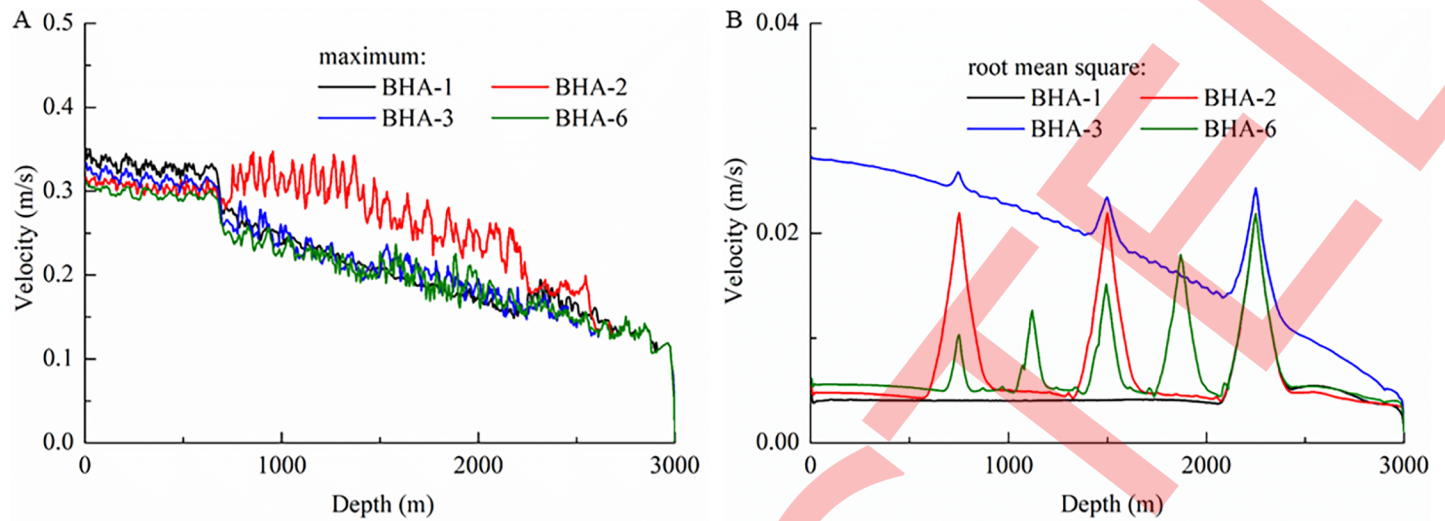 A
0.5
0.4
0.3
0.2
0.1
0.0
Velocity (m/s)
maximum:
BHA-1
BHA-2
BHA-3
BHA-6
0
1000
2000
3000
Depth (m)
B
0.04
0.02
0.00
Velocity (m/s)
root mean square:
BHA-1
BHA-2
BHA-3
BHA-6
0
1000
2000
3000
Depth (m)